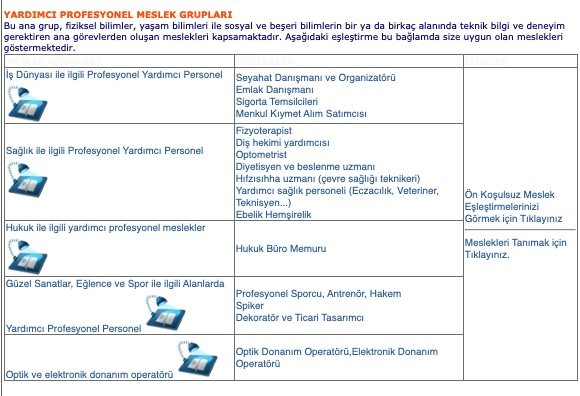 YARDIMCI PROFESYONEL MESLEK GRUPLARI
Bu ana grup, fiziksel bilimler, yaşam bilimleri ile sosyal ve beşeri bilimlerin bir ya da birkaç alanında teknik bilgi ve deneyim
gerektiren ana görevlerden oluşan meslekleri kapsamaktadır. Aşağıdaki eşleştirme bu bağlamda size uygun olan meslekleri
göstermektedir.
İş Dünyası ile ilgili Profesyonel Yardımcı Personel
Seyahat Danışmanı ve Organizatörü
Emlak Danışmanı
Sigorta Temsilcileri
Menkul Kıymet Alım Satımcısı
Sağlık ile ilgili Profesyonel Yardımcı Personel
Fizyoterapist
Diş hekimi yardımcısı
Optometrist
Diyetisyen ve beslenme uzmanı
Hıfzısıhha uzmanı (çevre sağlığı teknikeri)
Yardımcı sağlık personeli (Eczacılık, Veteriner,
Teknisyen...)
Ebelik Hemşirelik
Hukuk ile ilgili yardımcı profesyonel meslekler
Hukuk Büro Memuru
Güzel Sanatlar, Eğlence ve Spor ile ilgili Alanlarda
Yardımcı Profesyonel Personel
Profesyonel Sporcu, Antrenör, Hakem
Spiker
Dekoratör ve Ticari Tasarımcı
Optik ve elektronik donanım operatörü
Optik Donanım Operatörü,Elektronik Donanım
Operatörü
Ön Koşulsuz Meslek
Eşleştirmelerinizi
Görmek için Tıklayınız
Meslekleri Tanımak için
Tıklayınız.